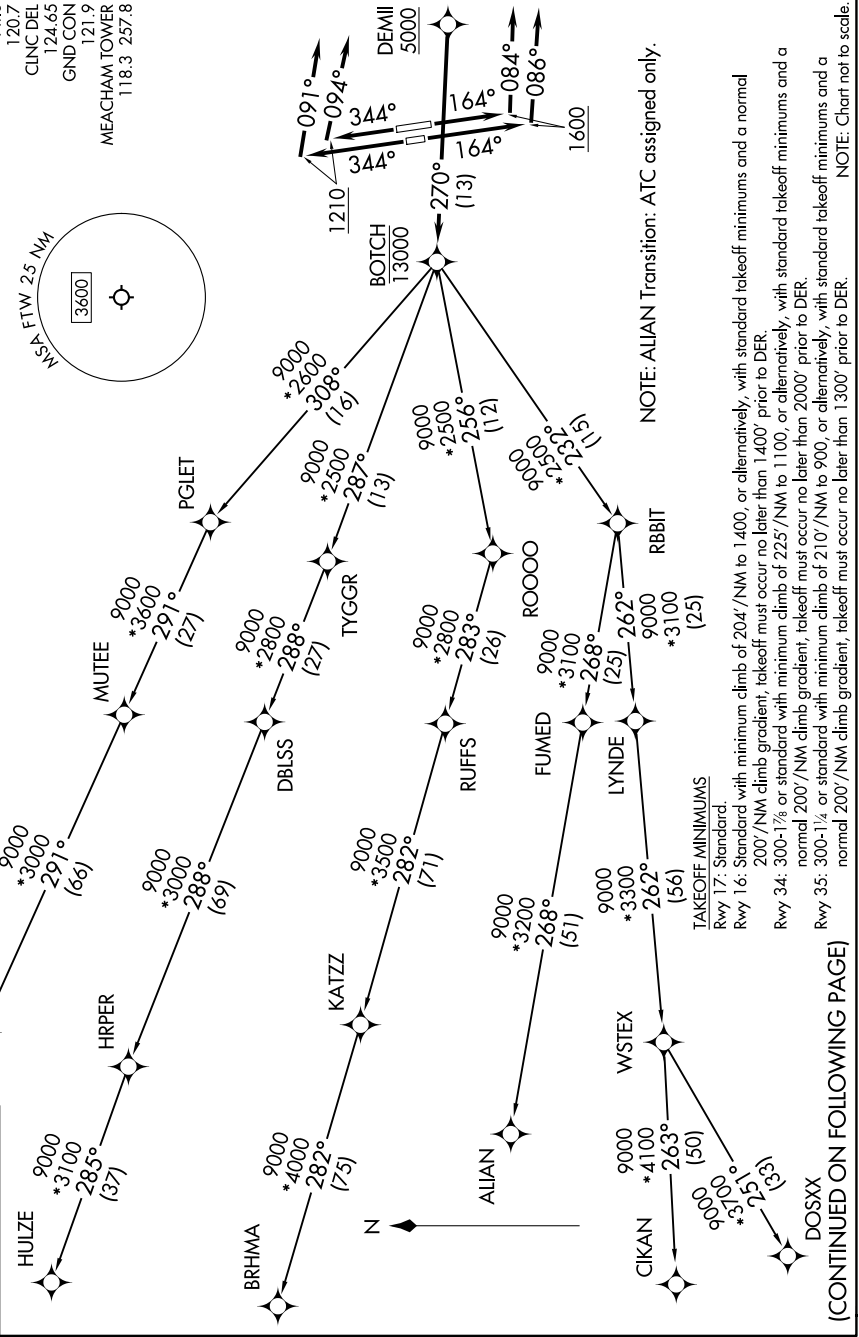 120.7
CLNC DEL
124.65
GND CON
121.9
MEACHAM TOWER
118.3 257.8
MSA FTW 25 NM
3600
DEMII
5000
091°
094°
344°
344°
164°
164°
084°
086°
1210
1600
270°
(13)
BOTCH
13000
9000
*2600
308°
(16)
9000
*2500
287°
(13)
9000
*2500
256°
(12)
9000
*2500
232°
(15)
PGLET
TYGGR
ROOOO
RBBIT
9000
*3600
291°
(27)
9000
*2800
288°
(27)
9000
*2800
283°
(26)
9000
*3100
268°
(25)
262°
9000
*3100
(25)
MUTEE
DBLSS
RUFFS
FUMED
LYNDE
9000
*3000
291°
(66)
9000
*3000
288°
(69)
9000
*3500
282°
(71)
9000
*3200
268°
(51)
9000
*3300
262°
(56)
HRPER
KATZZ
ALIAN
WSTEX
9000
*3100
285°
(37)
9000
*4000
282°
(75)
9000
*4100
263°
(50)
9000
*3700
251°
(33)
HULZE
BRHMA
CIKAN
DOSXX
N
NOTE: ALIAN Transition: ATC assigned only.
TAKEOFF MINIMUMS
Rwy 17: Standard.
Rwy 16: Standard with minimum climb of 204'/NM to 1400, or alternatively, with standard takeoff minimums and a normal
200'/NM climb gradient, takeoff must occur no later than 1400' prior to DER.
Rwy 34: 300-1⅞ or standard with minimum climb of 225'/NM to 1100, or alternatively, with standard takeoff minimums and a
normal 200'/NM climb gradient, takeoff must occur no later than 2000' prior to DER.
Rwy 35: 300-1¼ or standard with minimum climb of 210'/NM to 900, or alternatively, with standard takeoff minimums and a
normal 200'/NM climb gradient, takeoff must occur no later than 1300' prior to DER.
NOTE: Chart not to scale.
(CONTINUED ON FOLLOWING PAGE)